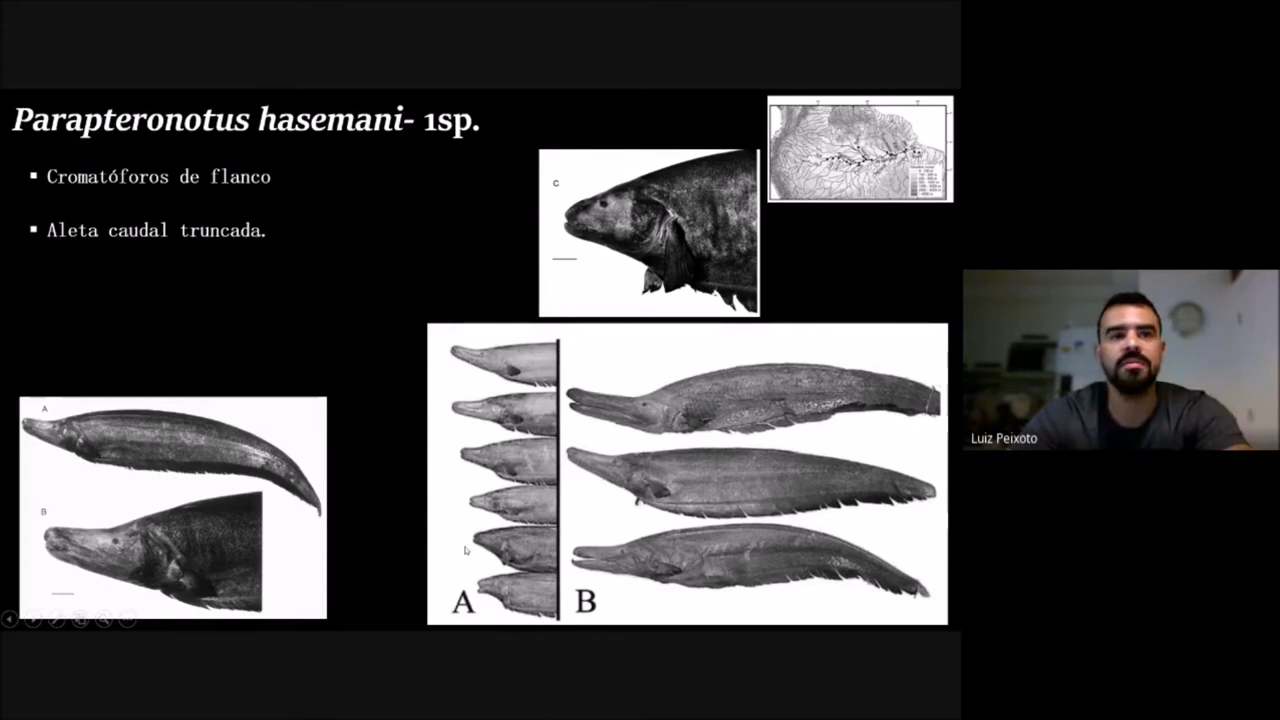 Parapteronotus hasemani- 1sp.
▪ Cromatóforos de flanco
▪ Aleta caudal truncada.
C
A
B
A
B
Luiz Peixoto